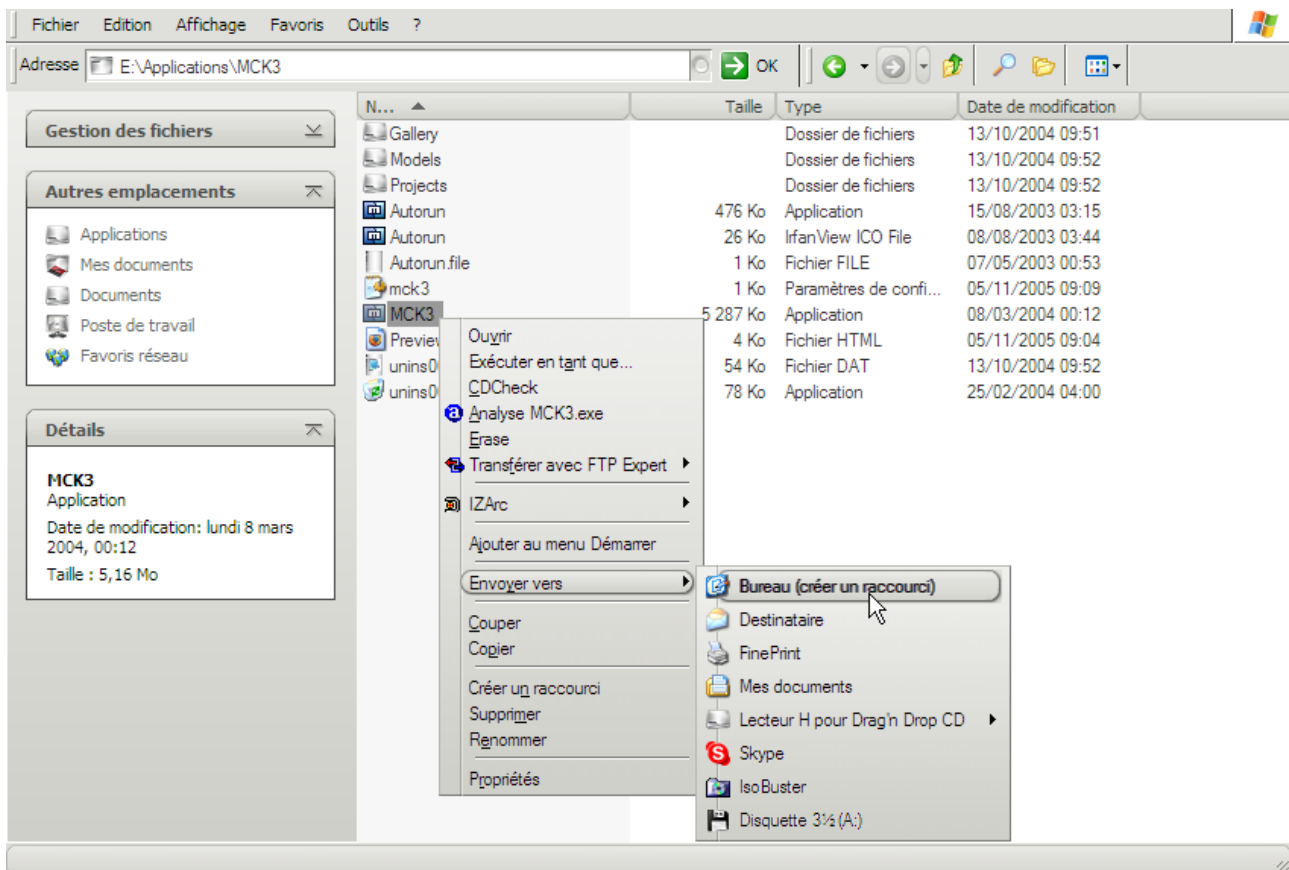 Fichier Edition Affichage Favoris Outils ?
Adresse E:\Applications\MCK3 OK
N... Taille Type Date de modification
Gestion des fichiers
Autres emplacements
Applications
Mes documents
Documents
Poste de travail
Favoris réseau
Détails
MCK3
Application
Date de modification: lundi 8 mars
2004, 00:12
Taille : 5,16 Mo
Gallery Dossier de fichiers 13/10/2004 09:51
Models Dossier de fichiers 13/10/2004 09:52
Projects Dossier de fichiers 13/10/2004 09:52
Autorun 476 Ko Application 15/08/2003 03:15
Autorun 26 Ko IrfanView ICO File 08/08/2003 03:44
Autorun.file 1 Ko Fichier FILE 07/05/2003 00:53
mck3 1 Ko Paramètres de confi... 05/11/2005 09:09
MCK3 5 287 Ko Application 08/03/2004 00:12
Preview 4 Ko Fichier HTML 05/11/2005 09:04
unins0 54 Ko Fichier DAT 13/10/2004 09:52
unins0 78 Ko Application 25/02/2004 04:00
Ouvrir
Exécuter en tant que...
CDCheck
Analyse MCK3.exe
Erase
Transférer avec FTP Expert
IZArc
Ajouter au menu Démarrer
Envoyer vers
Couper
Copier
Créer un raccourci
Supprimer
Renommer
Propriétés
Bureau (créer un raccourci)
Destinataire
FinePrint
Mes documents
Lecteur H pour Drag'n Drop CD
Skype
IsoBuster
Disquette 3½ (A:)